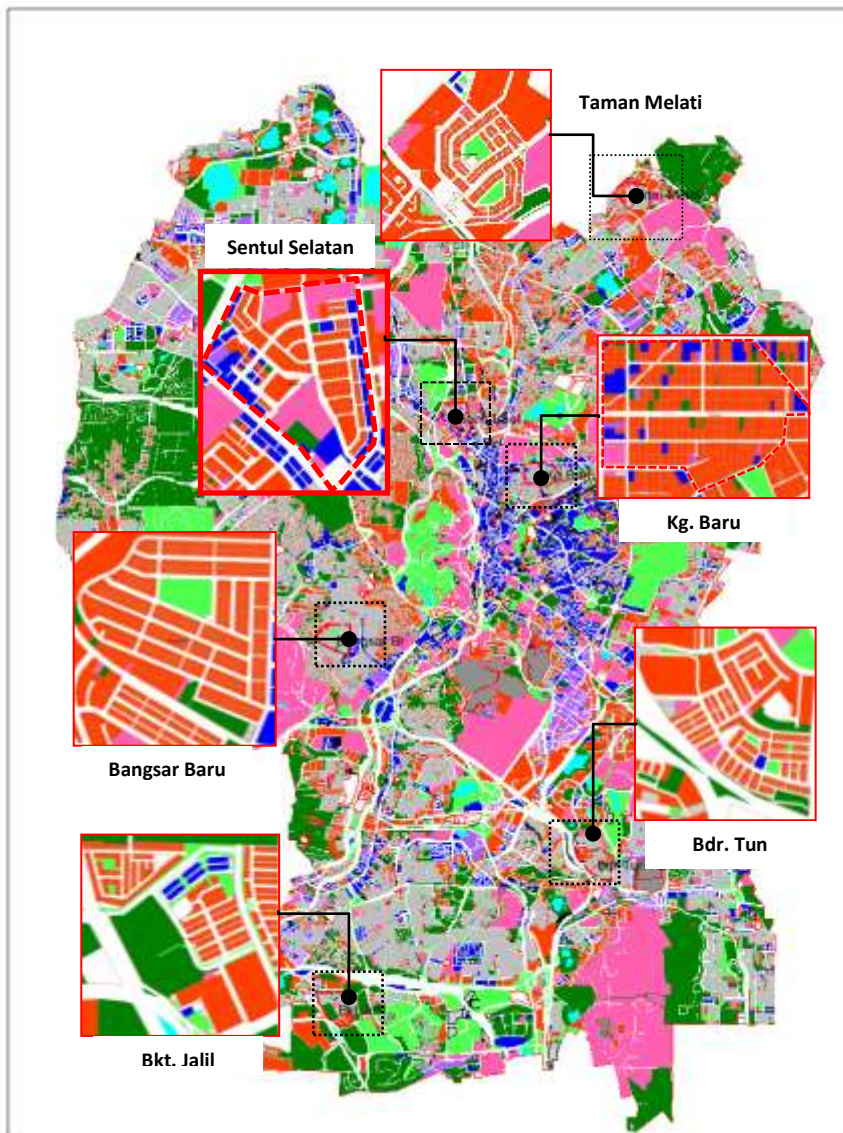 Taman Melati
Sentul Selatan
Kg. Baru
Bangsar Baru
Bdr. Tun
Bkt. Jalil